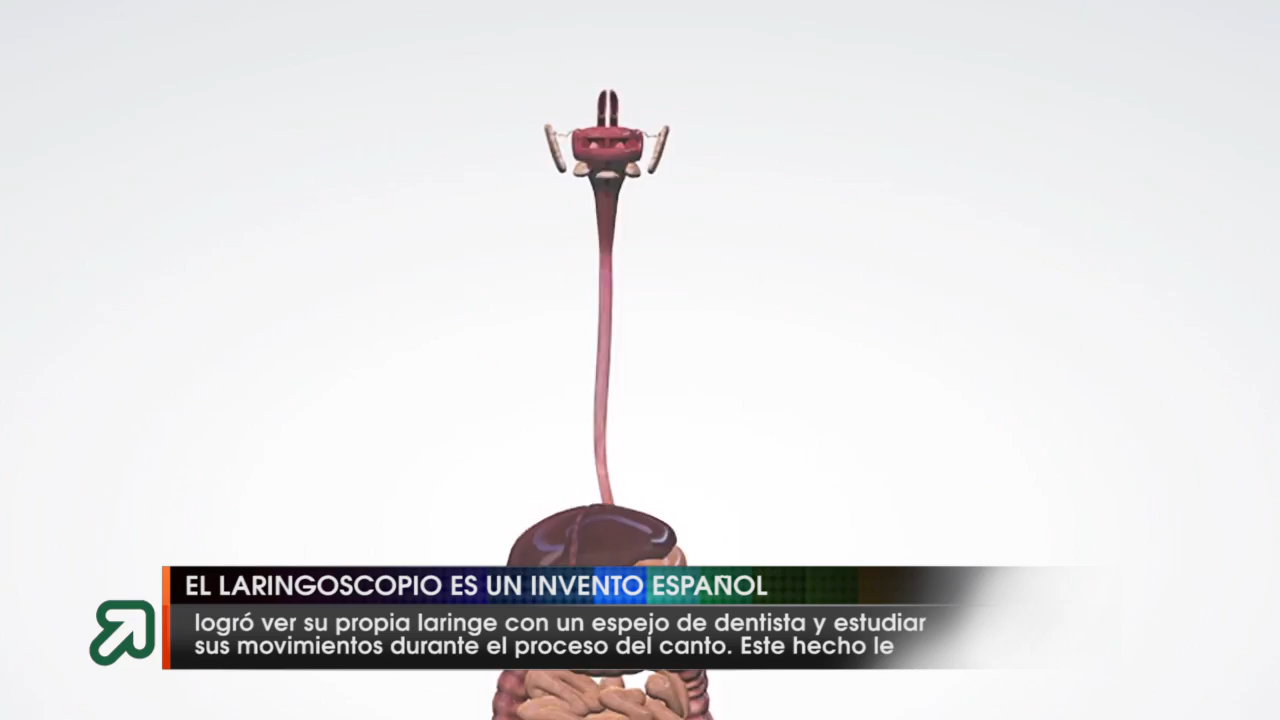 EL LARINGOSCOPIO ES UN INVENTO ESPAÑOL
logró ver su propia laringe con un espejo de dentista y estudiar
sus movimientos durante el proceso del canto. Este hecho le